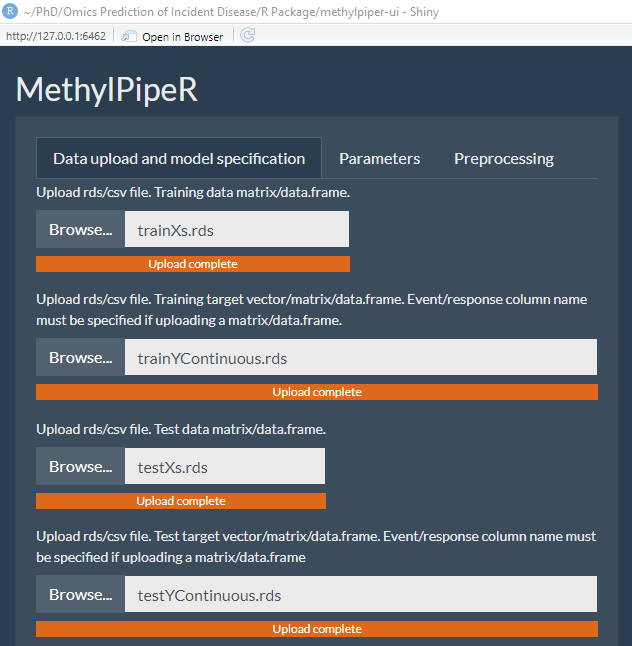 ~/PhD/Omics Prediction of Incident Disease/R Package/methylpiper-ui - Shiny
http://127.0.0.1:6462 Open in Browser
MethylPipeR
Data upload and model specification Parameters Preprocessing
Upload rds/csv file. Training data matrix/data.frame.
Browse... trainXs.rds
Upload complete
Upload rds/csv file. Training target vector/matrix/data.frame. Event/response column name
must be specified if uploading a matrix/data.frame.
Browse... trainYContinuous.rds
Upload complete
Upload rds/csv file. Test data matrix/data.frame.
Browse... testXs.rds
Upload complete
Upload rds/csv file. Test target vector/matrix/data.frame. Event/response column name must
be specified if uploading a matrix/data.frame
Browse... testYContinuous.rds
Upload complete